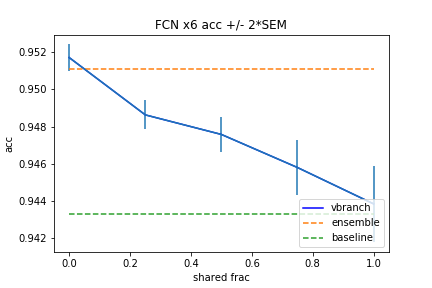 FCN x6 acc +/- 2*SEM
acc
0.952
0.950
0.948
0.946
0.944
0.942
vbranch
ensemble
baseline
0.0 0.2 0.4 0.6 0.8 1.0
shared frac